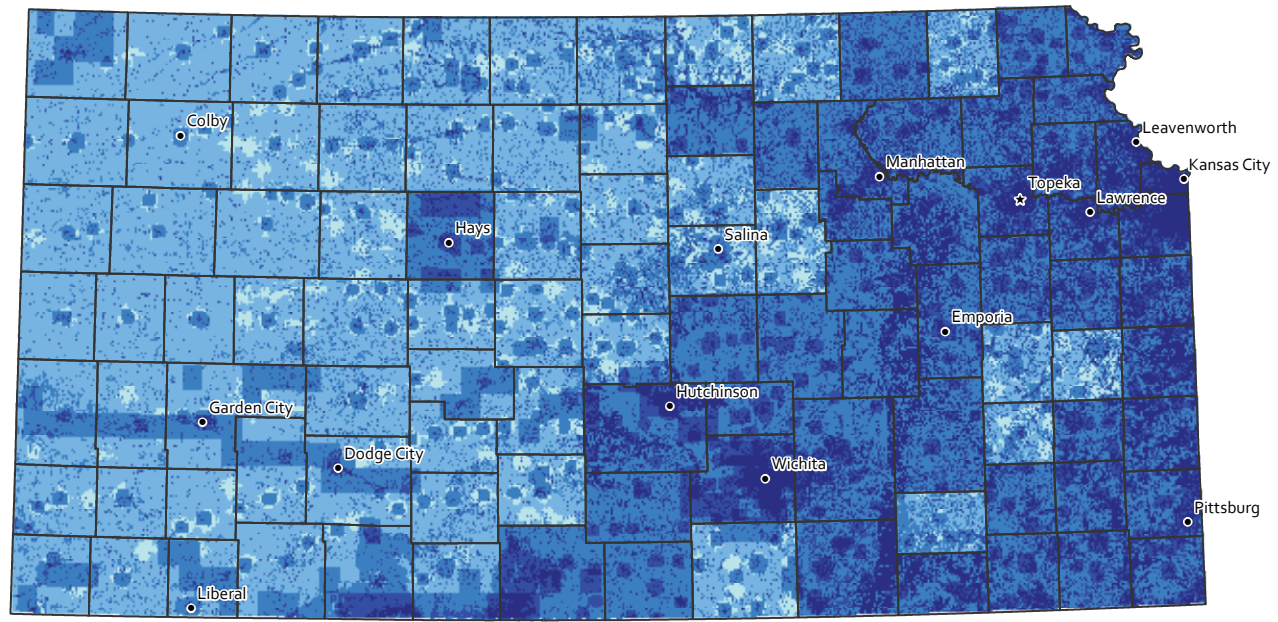 Leavenworth
Colby
Manhattan
Kansas City
Topeka
Lawrence
Hays
Salina
Emporia
Hutchinson
Garden City
Dodge City
Wichita
Pittsburg
Liberal